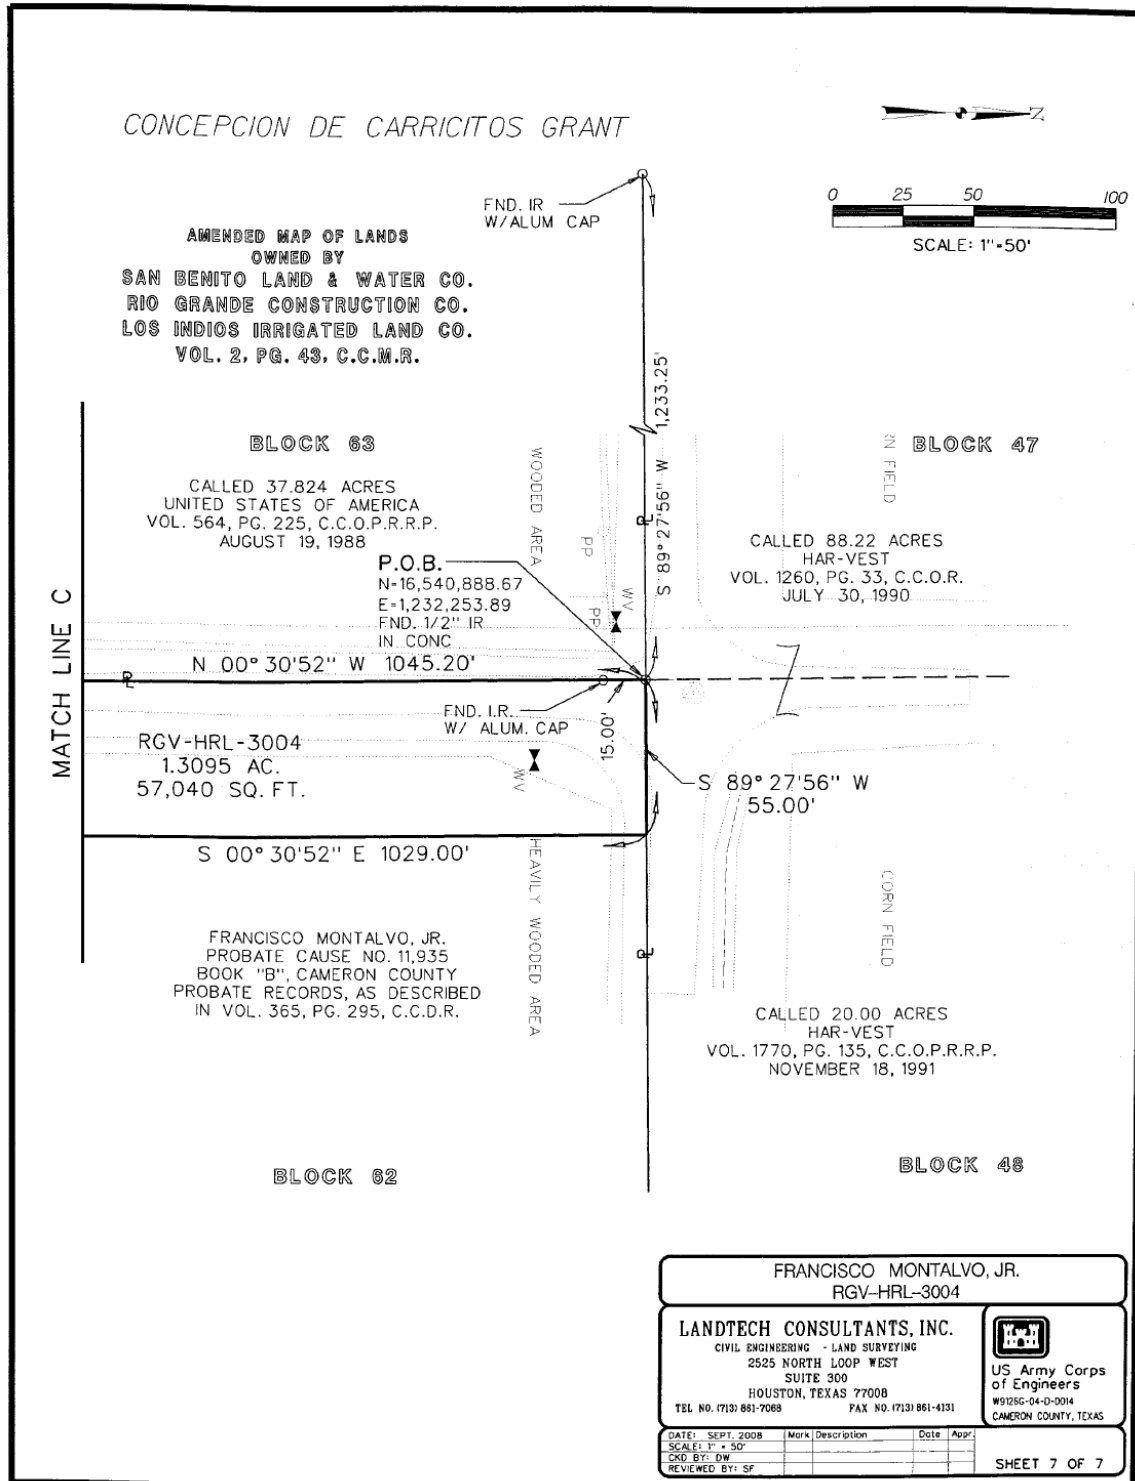 CONCEPCION DE CARRICITOS GRANT
Z
0 25 50 100
SCALE: 1"=50'
FND. IR
W/ALUM CAP
AMENDED MAP OF LANDS
OWNED BY
SAN BENITO LAND & WATER CO.
RIO GRANDE CONSTRUCTION CO.
LOS INDIOS IRRIGATED LAND CO.
VOL. 2, PG. 43, C.C.M.R.
S 89°27'56" W 1,233.25'
BLOCK 63
CALLED 37.824 ACRES
UNITED STATES OF AMERICA
VOL. 564, PG. 225, C.C.O.P.R.R.P.
AUGUST 19, 1988
WOODED AREA
PP
PP
WV
PL
BLOCK 47
FIELD
CALLED 88.22 ACRES
HAR-VEST
VOL. 1260, PG. 33, C.C.O.R.
JULY 30, 1990
P.O.B.
N=16,540,888.67
E=1,232,253.89
FND. 1/2" IR
IN CONC
MATCH LINE C
N 00°30'52" W 1045.20'
PL
FND. I.R.
W/ ALUM. CAP
15.00'
RGV-HRL-3004
1.3095 AC.
57,040 SQ. FT.
WV
S 89°27'56" W
55.00'
S 00°30'52" E 1029.00'
HEAVILY WOODED AREA
CORN FIELD
PL
FRANCISCO MONTALVO, JR.
PROBATE CAUSE NO. 11,935
BOOK "B", CAMERON COUNTY
PROBATE RECORDS, AS DESCRIBED
IN VOL. 365, PG. 295, C.C.D.R.
CALLED 20.00 ACRES
HAR-VEST
VOL. 1770, PG. 135, C.C.O.P.R.R.P.
NOVEMBER 18, 1991
BLOCK 62
BLOCK 48
FRANCISCO MONTALVO, JR.
RGV-HRL-3004
LANDTECH CONSULTANTS, INC.
CIVIL ENGINEERING - LAND SURVEYING
2525 NORTH LOOP WEST
SUITE 300
HOUSTON, TEXAS 77008
TEL NO. (713) 861-7068 FAX NO. (713) 861-4131
US Army Corps
of Engineers
W9126G-04-D-0014
CAMERON COUNTY, TEXAS
DATE: SEPT. 2008 Mark Description Date Appr.
SCALE: 1" = 50'
CKD BY: DW
REVIEWED BY: SF
SHEET 7 OF 7